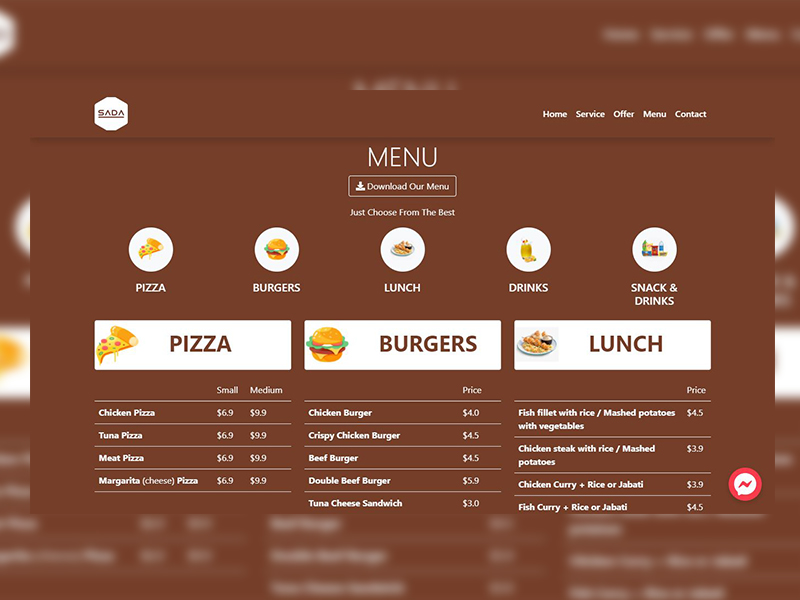 SADA
Home Service Offer Menu Contact
MENU
Download Our Menu
Just Choose From The Best
PIZZA
BURGERS
LUNCH
DRINKS
SNACK &
DRINKS
PIZZA
Small Medium
Chicken Pizza $6.9 $9.9
Tuna Pizza $6.9 $9.9
Meat Pizza $6.9 $9.9
Margarita (cheese) Pizza $6.9 $9.9
BURGERS
Price
Chicken Burger $4.0
Crispy Chicken Burger $4.5
Beef Burger $4.5
Double Beef Burger $5.9
Tuna Cheese Sandwich $3.0
LUNCH
Price
Fish fillet with rice / Mashed potatoes $4.5
with vegetables
Chicken steak with rice / Mashed $3.9
potatoes
Chicken Curry + Rice or Jabati $3.9
Fish Curry + Rice or Jabati $4.5